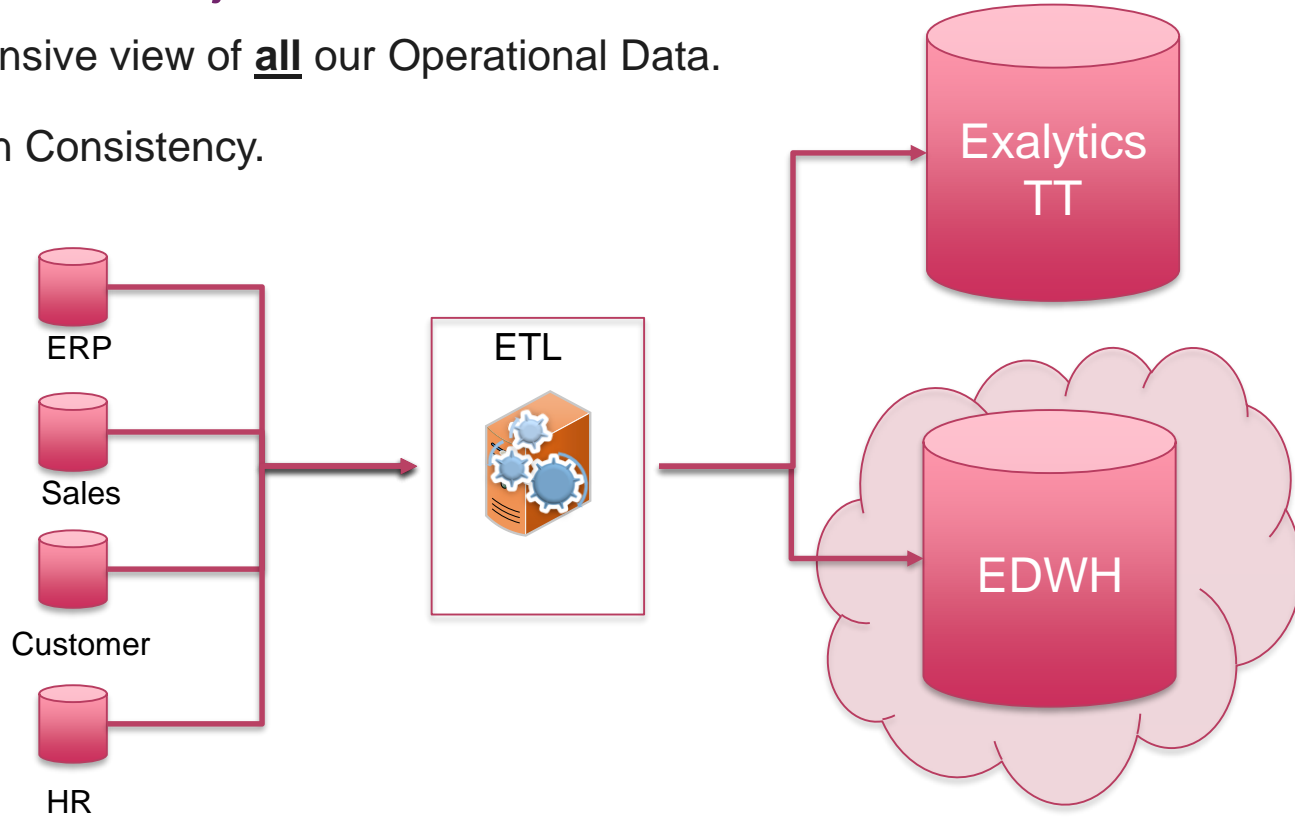 nsive view of all our Operational Data.
n Consistency.
Exalytics
TT
ERP
ETL
Sales
EDWH
Customer
HR